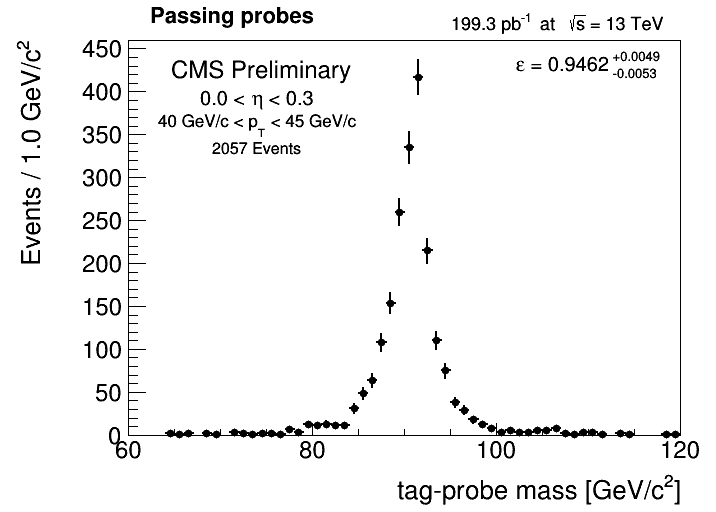 Passing probes
199.3 pb⁻¹ at √s = 13 TeV
CMS Preliminary
0.0 < η < 0.3
40 GeV/c < p_T < 45 GeV/c
2057 Events
ε = 0.9462 +0.0049 -0.0053
Events / 1.0 GeV/c²
450
400
350
300
250
200
150
100
50
0
60 80 100 120
tag-probe mass [GeV/c²]